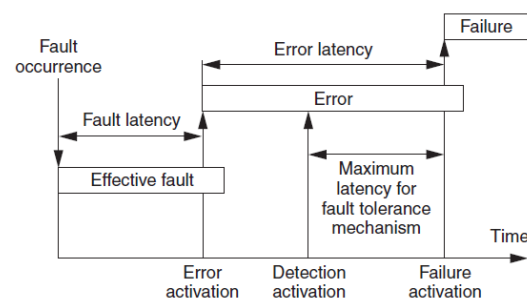 Failure
Fault
occurrence
Error latency
Error
Fault latency
Effective fault
Maximum
latency for
fault tolerance
mechanism
Time
Error
activation
Detection
activation
Failure
activation